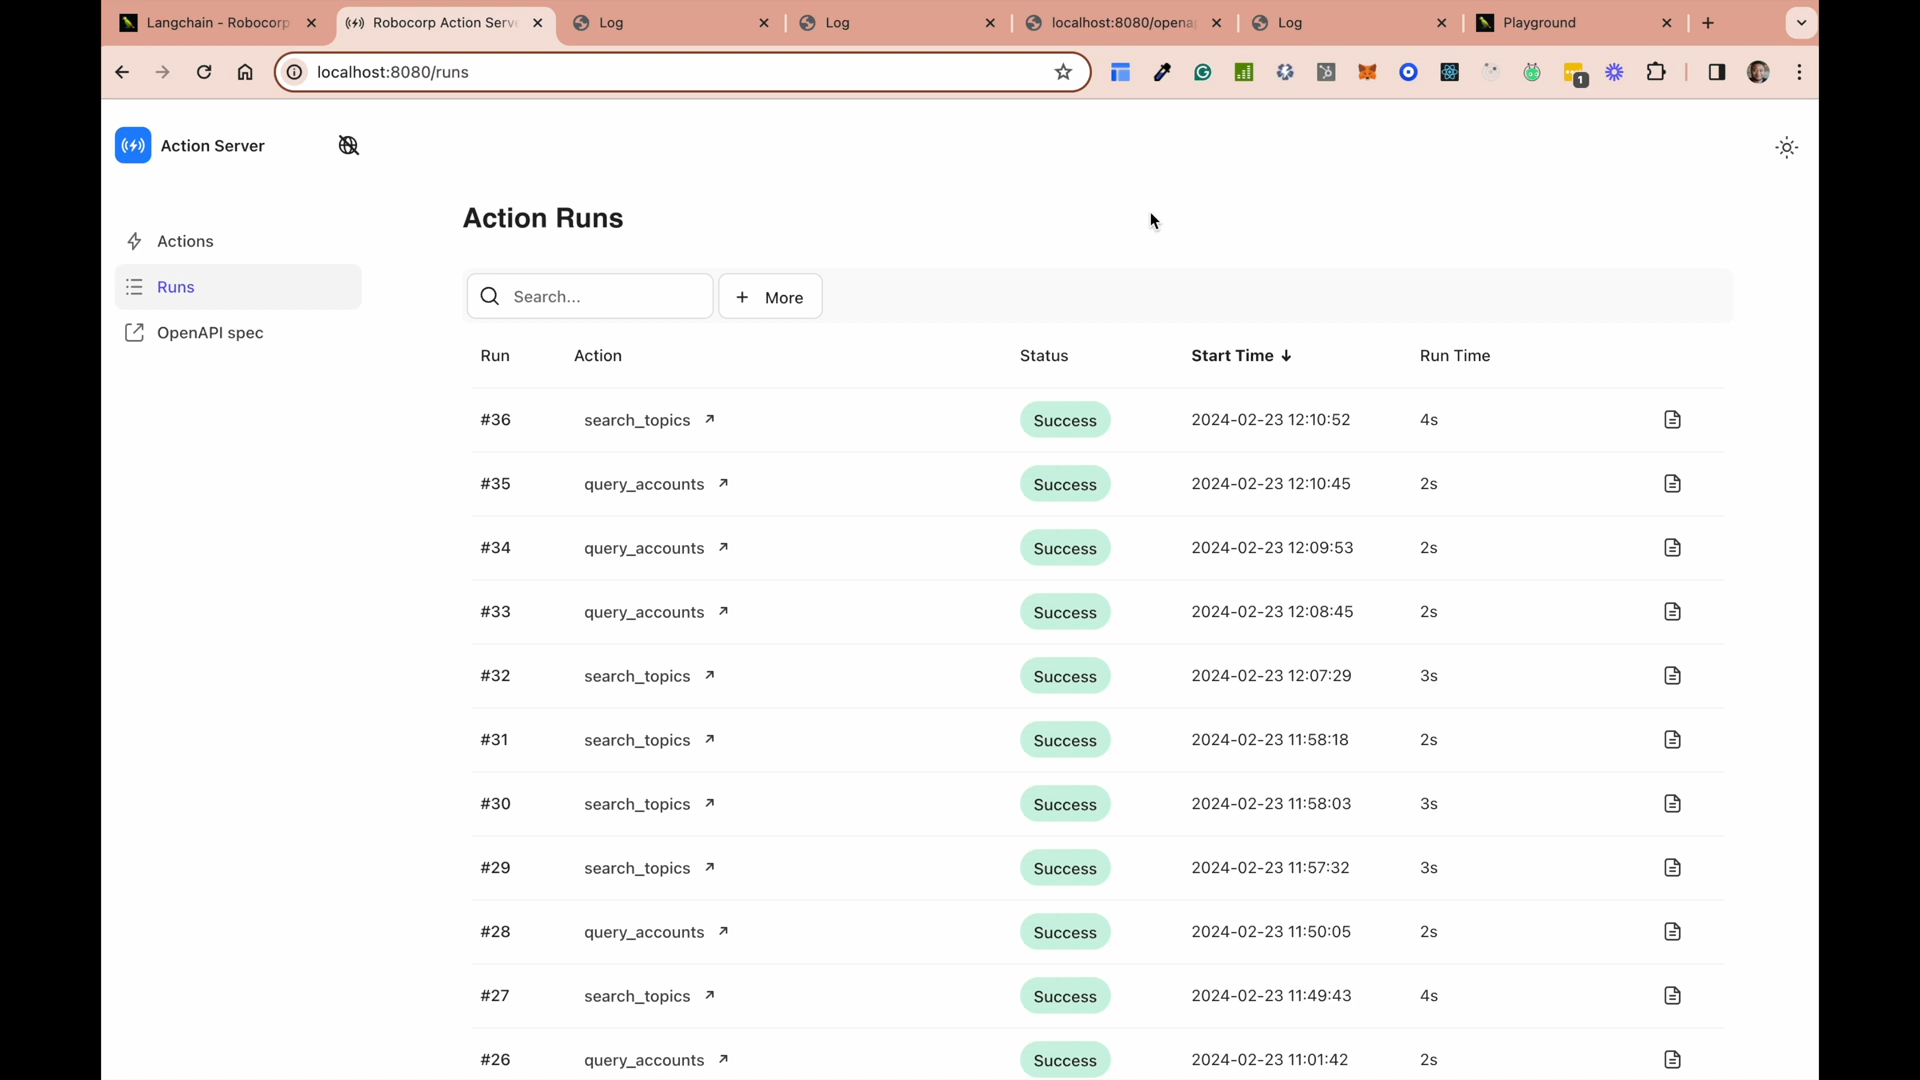 Langchain - Robocorp
Robocorp Action Serve
Log
Log
localhost:8080/opena
Log
Playground
localhost:8080/runs
1
Action Server
Actions
Runs
OpenAPI spec
Action Runs
Search...
+ More
Run Action Status Start Time ↓ Run Time
#36 search_topics Success 2024-02-23 12:10:52 4s
#35 query_accounts Success 2024-02-23 12:10:45 2s
#34 query_accounts Success 2024-02-23 12:09:53 2s
#33 query_accounts Success 2024-02-23 12:08:45 2s
#32 search_topics Success 2024-02-23 12:07:29 3s
#31 search_topics Success 2024-02-23 11:58:18 2s
#30 search_topics Success 2024-02-23 11:58:03 3s
#29 search_topics Success 2024-02-23 11:57:32 3s
#28 query_accounts Success 2024-02-23 11:50:05 2s
#27 search_topics Success 2024-02-23 11:49:43 4s
#26 query_accounts Success 2024-02-23 11:01:42 2s